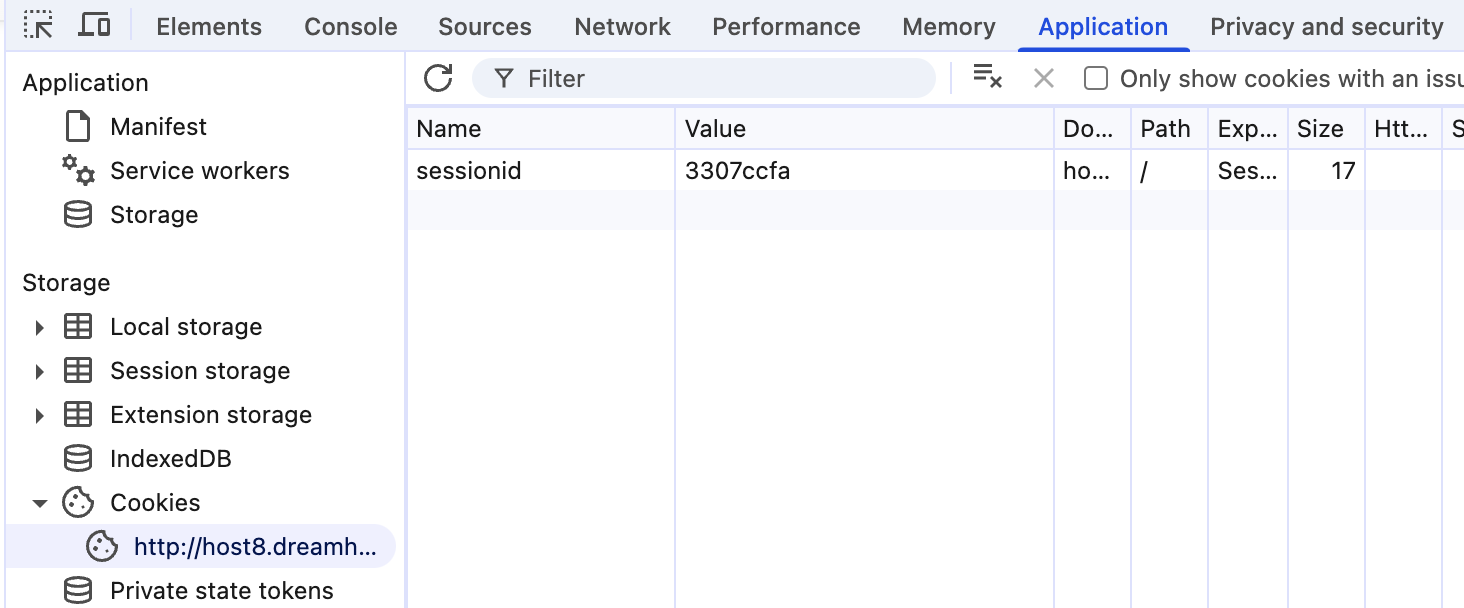 Elements Console Sources Network Performance Memory Application Privacy and security
Application
Manifest
Service workers
Storage
Storage
Local storage
Session storage
Extension storage
IndexedDB
Cookies
http://host8.dreamh...
Private state tokens
Filter
Only show cookies with an issu
Name Value Do... Path Exp... Size Htt... S
sessionid 3307ccfa ho... / Ses... 17